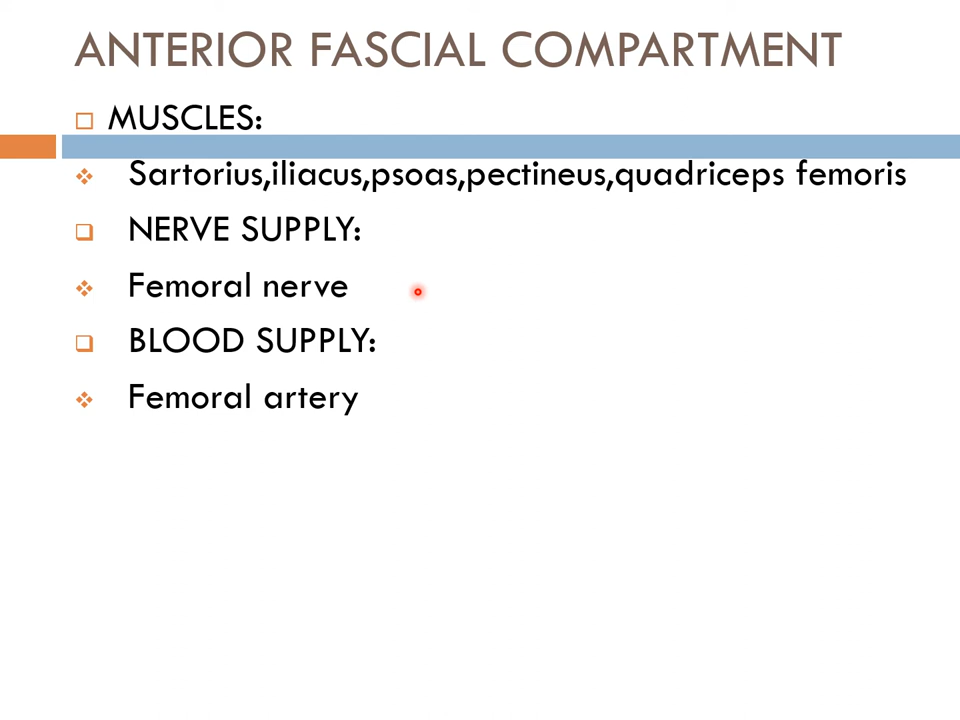 ANTERIOR FASCIAL COMPARTMENT
MUSCLES:
Sartorius,iliacus,psoas,pectineus,quadriceps femoris
NERVE SUPPLY:
Femoral nerve
BLOOD SUPPLY:
Femoral artery